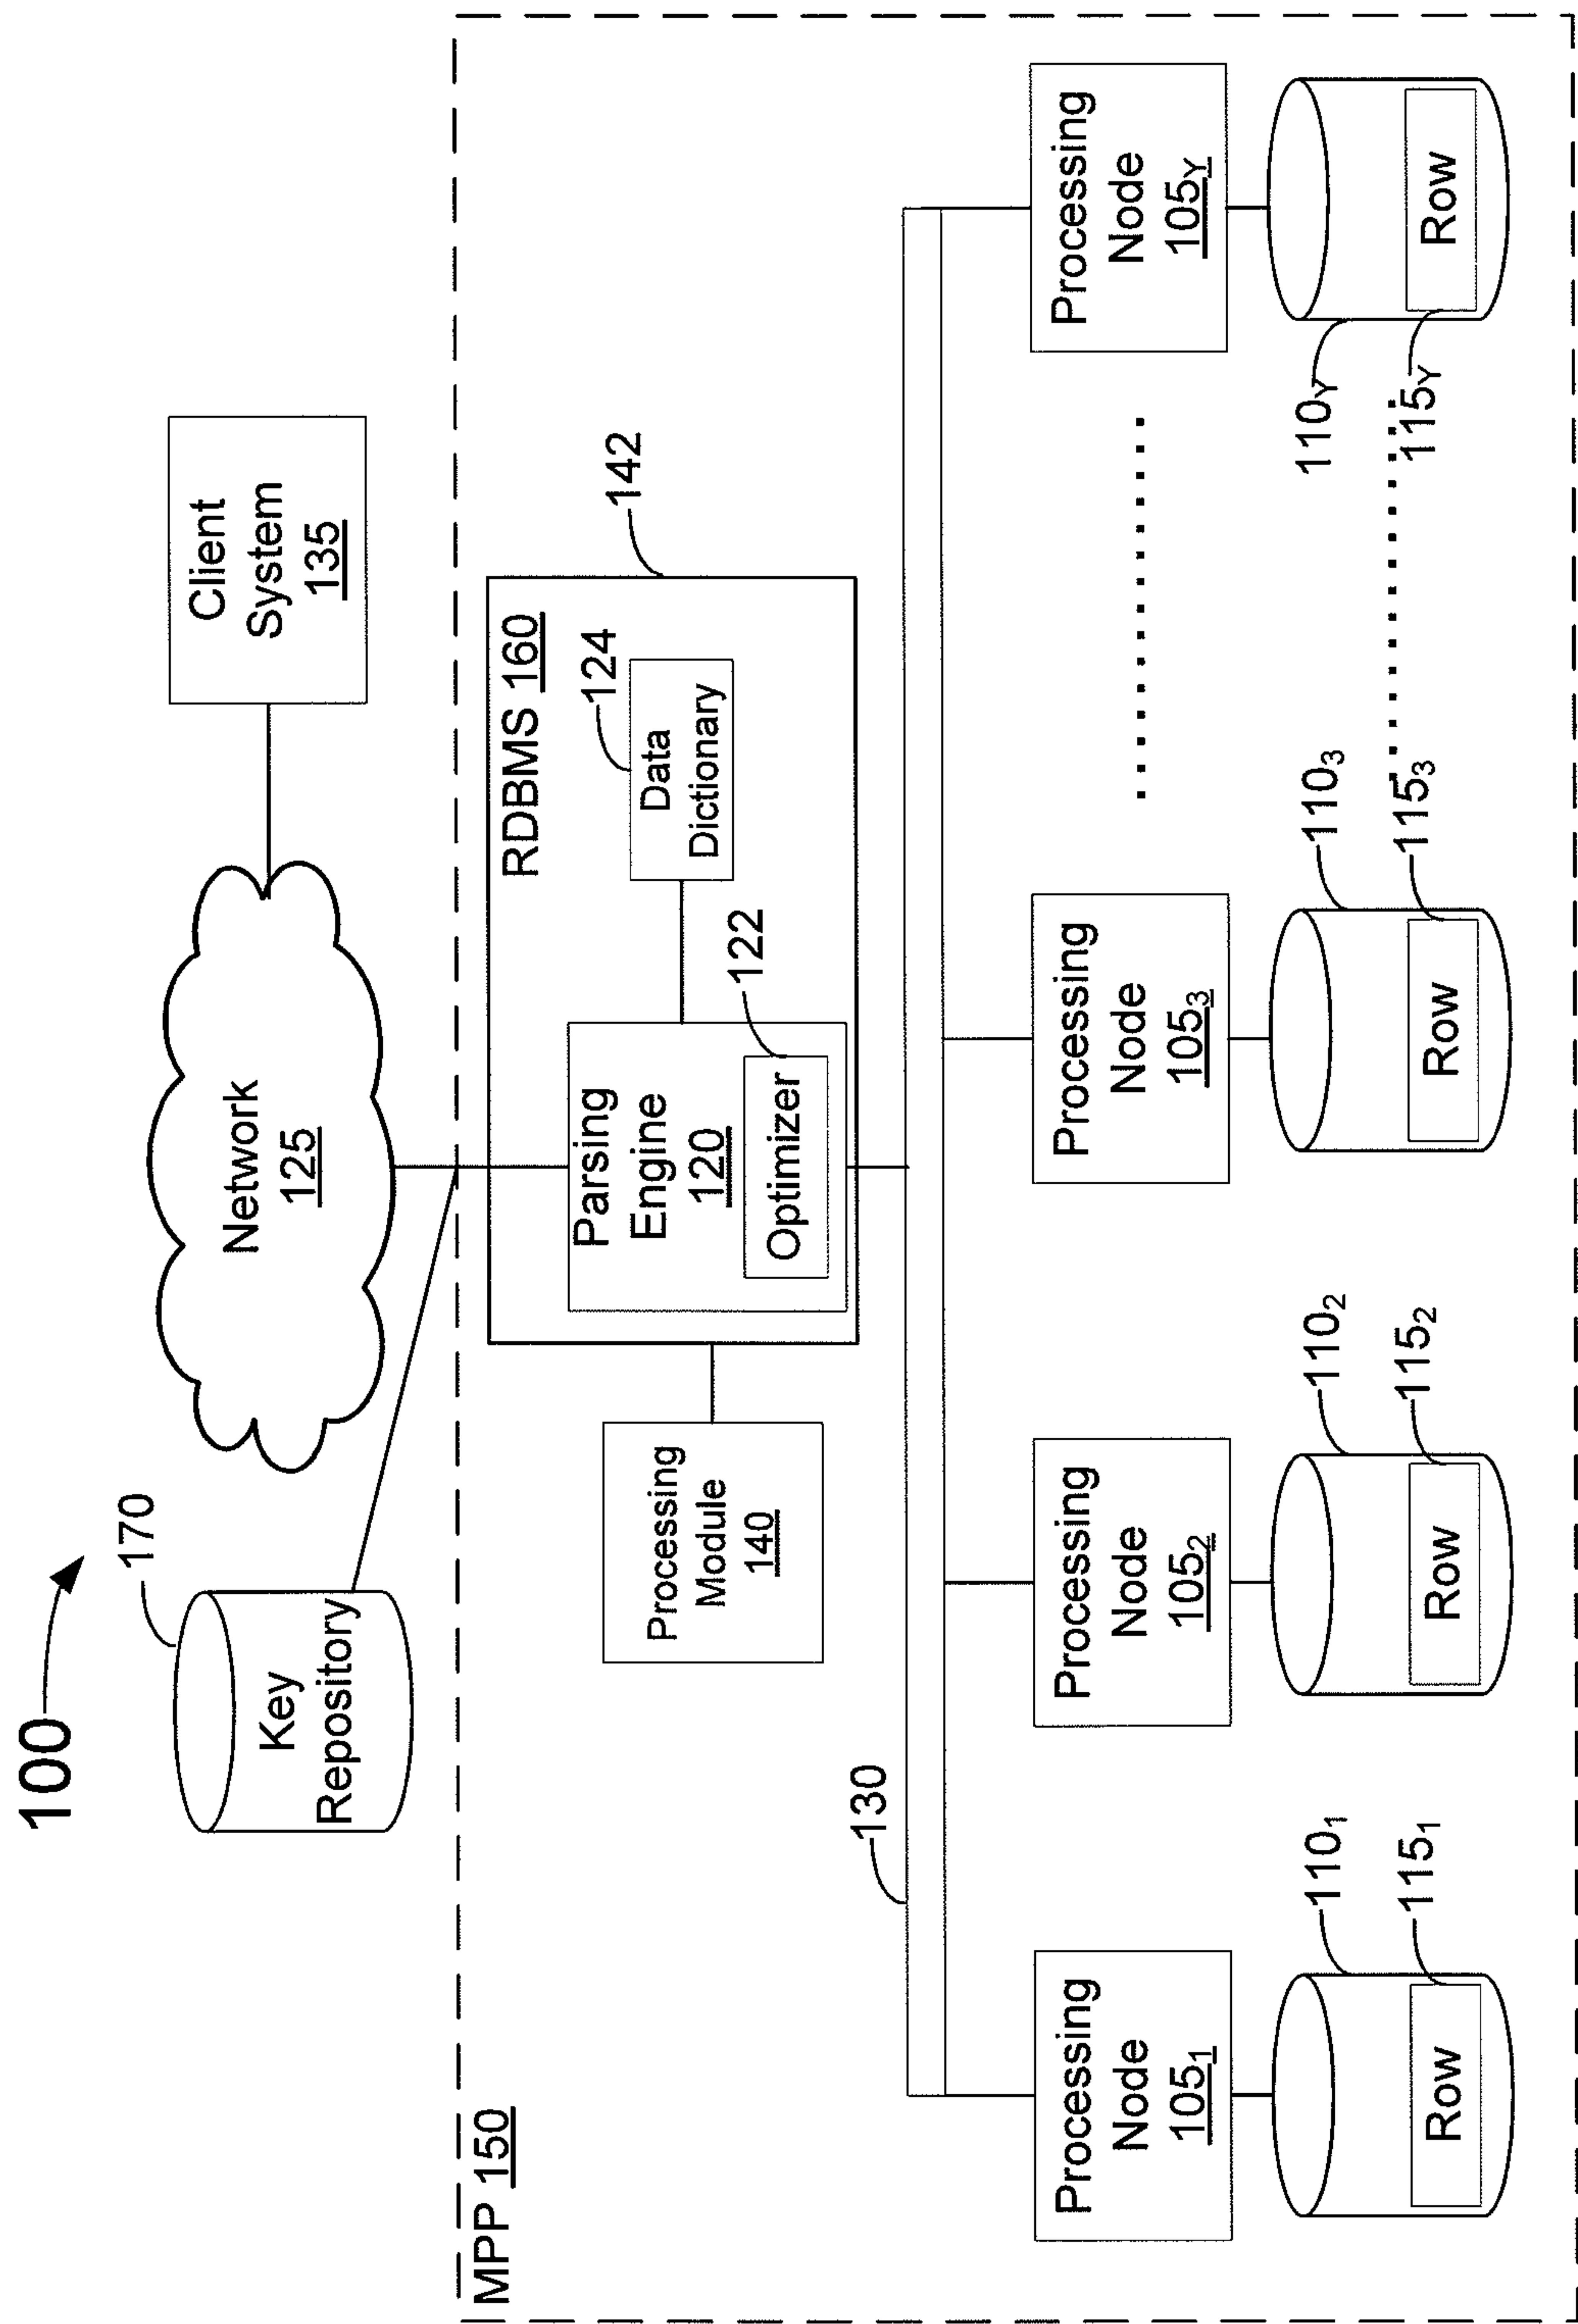 100
170
Key
Repository
Network
125
Client
System
135
MPP 150
142
RDBMS 160
124
Data
Dictionary
Parsing
Engine
120
122
Optimizer
Processing
Module
140
130
Processing
Node
105₁
Processing
Node
105₂
Processing
Node
105₃
Processing
Node
105Y
110₁
110₂
110₃
110Y
115₁
115₂
115₃
115Y
Row
Row
Row
Row